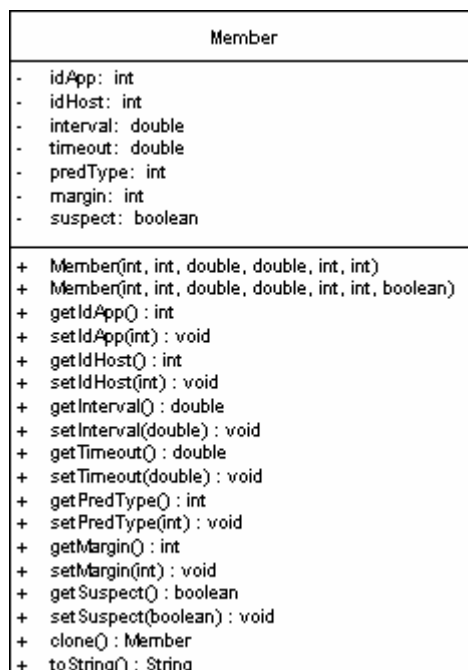 Member
- idApp: int
- idHost: int
- interval: double
- timeout: double
- predType: int
- margin: int
- suspect: boolean
+ Member(int, int, double, double, int, int)
+ Member(int, int, double, double, int, int, boolean)
+ getIdApp() : int
+ setIdApp(int) : void
+ getIdHost() : int
+ setIdHost(int) : void
+ getInterval() : double
+ setInterval(double) : void
+ getTimeout() : double
+ setTimeout(double) : void
+ getPredType() : int
+ setPredType(int) : void
+ getMargin() : int
+ setMargin(int) : void
+ getSuspect() : boolean
+ setSuspect(boolean) : void
+ clone() : Member
+ toString() : String